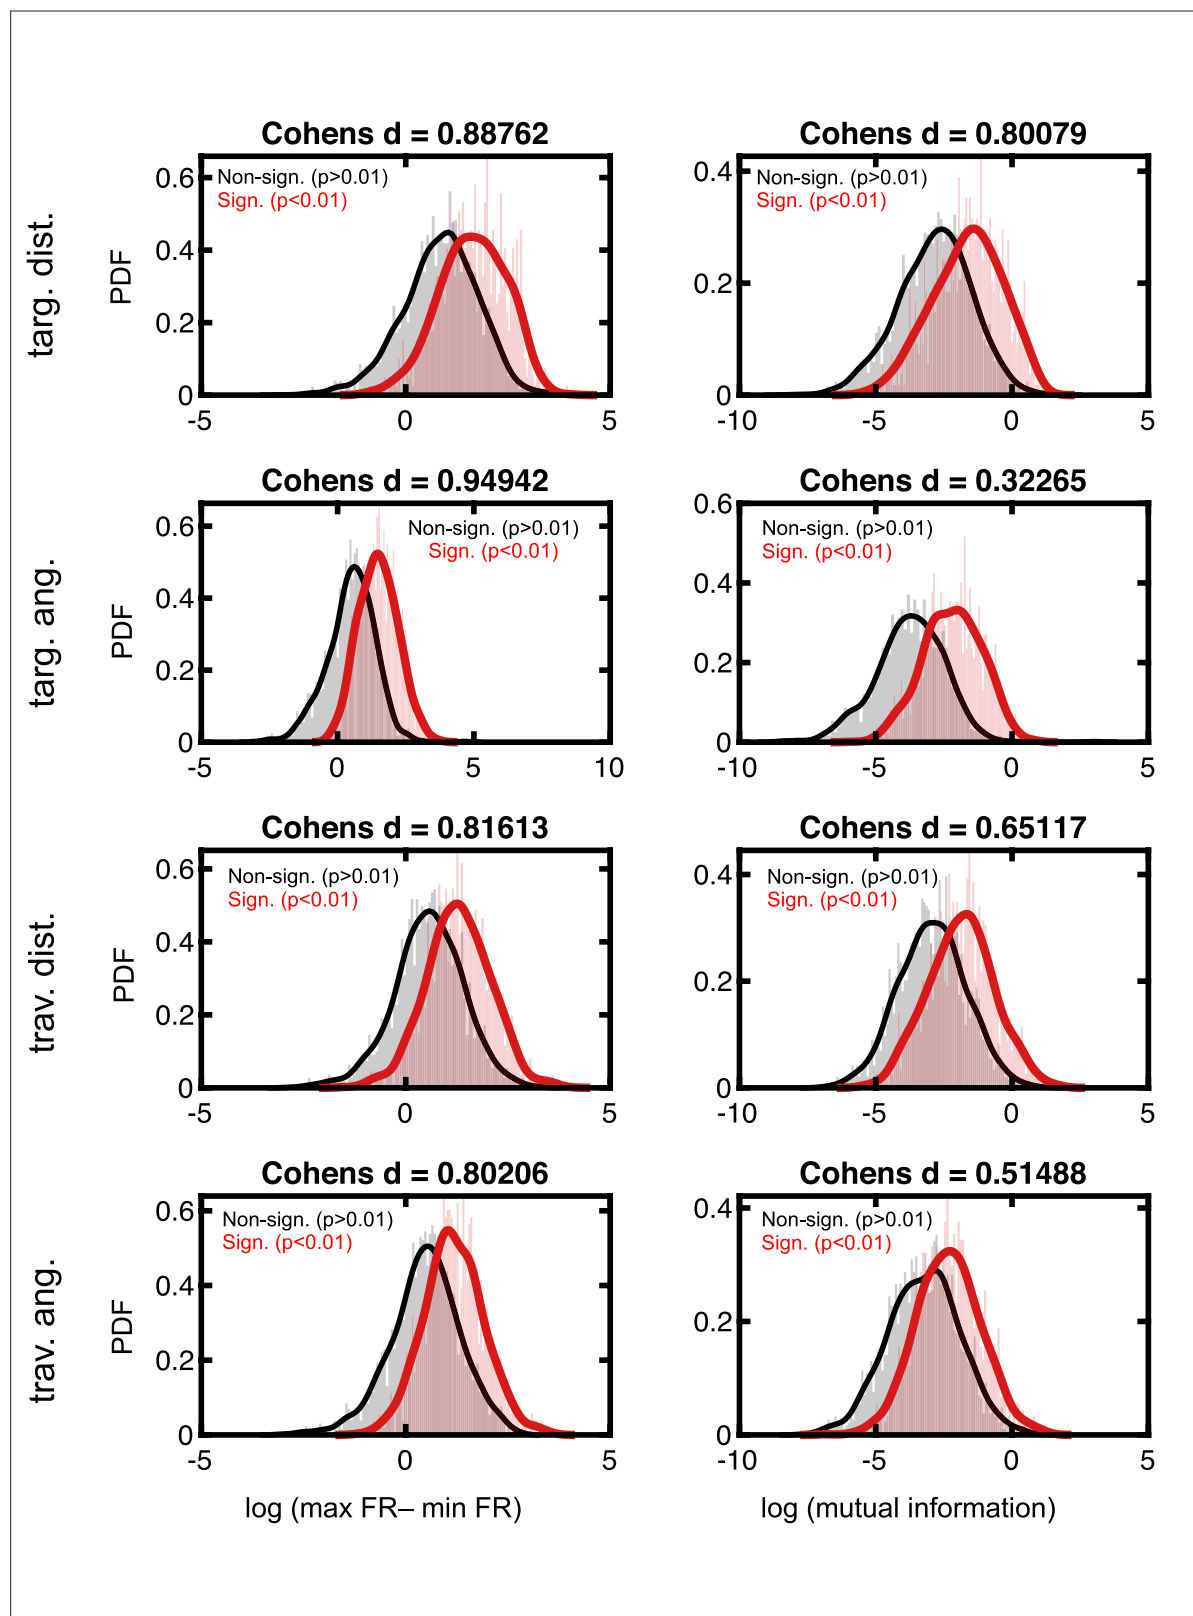 Cohens d = 0.88762
Cohens d = 0.80079
targ. dist.
PDF
0.6
0.4
0.2
0
Non-sign. (p>0.01)
Sign. (p<0.01)
-5
0
5
0.4
0.2
0
Non-sign. (p>0.01)
Sign. (p<0.01)
-10
-5
0
5
Cohens d = 0.94942
Cohens d = 0.32265
targ. ang.
PDF
0.6
0.4
0.2
0
Non-sign. (p>0.01)
Sign. (p<0.01)
-5
0
5
10
0.6
0.4
0.2
0
Non-sign. (p>0.01)
Sign. (p<0.01)
-10
-5
0
5
Cohens d = 0.81613
Cohens d = 0.65117
trav. dist.
PDF
0.6
0.4
0.2
0
Non-sign. (p>0.01)
Sign. (p<0.01)
-5
0
5
0.4
0.2
0
Non-sign. (p>0.01)
Sign. (p<0.01)
-10
-5
0
5
Cohens d = 0.80206
Cohens d = 0.51488
trav. ang.
PDF
0.6
0.4
0.2
0
Non-sign. (p>0.01)
Sign. (p<0.01)
-5
0
5
0.4
0.2
0
Non-sign. (p>0.01)
Sign. (p<0.01)
-10
-5
0
5
log (max FR– min FR)
log (mutual information)